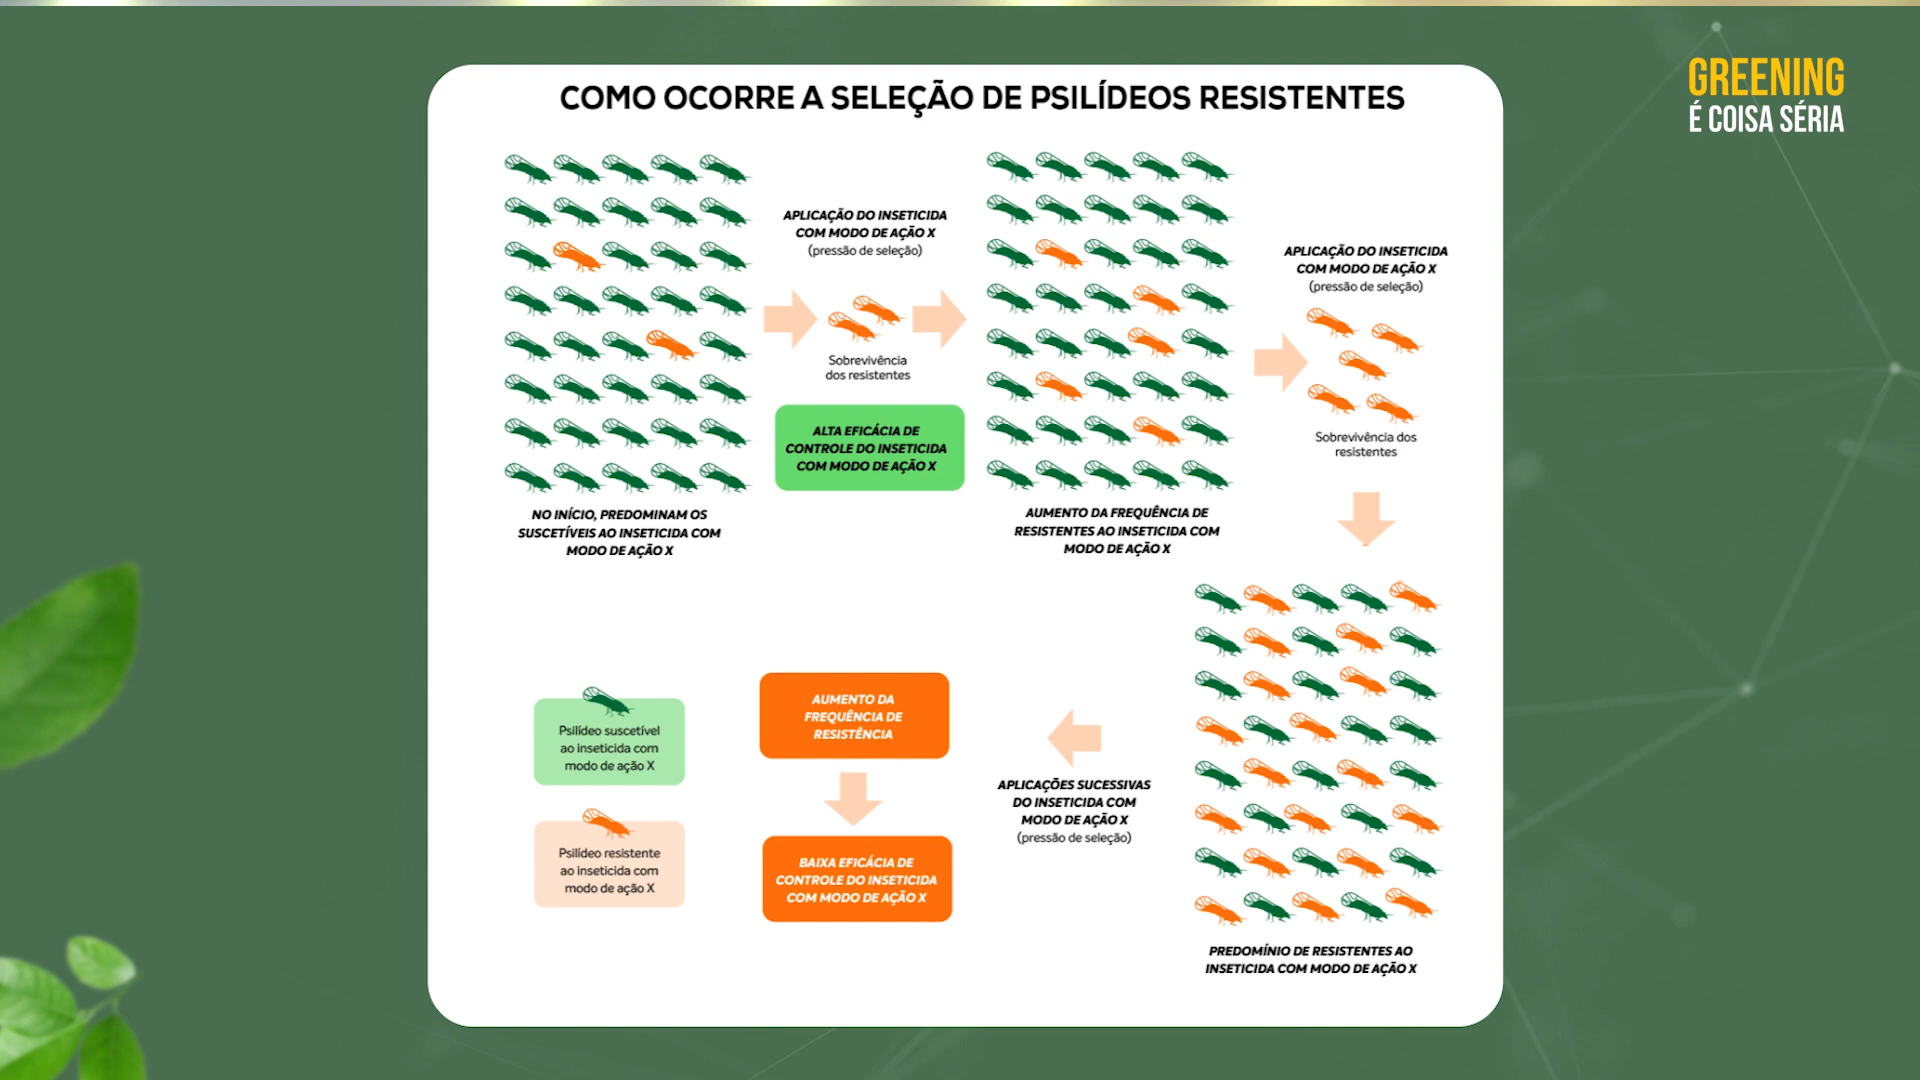 GREENING
É COISA SÉRIA
COMO OCORRE A SELEÇÃO DE PSILÍDEOS RESISTENTES
APLICAÇÃO DO INSETICIDA
COM MODO DE AÇÃO X
(pressão de seleção)
Sobrevivência
dos resistentes
ALTA EFICÁCIA DE
CONTROLE DO INSETICIDA
COM MODO DE AÇÃO X
NO INÍCIO, PREDOMINAM OS
SUSCETÍVEIS AO INSETICIDA COM
MODO DE AÇÃO X
AUMENTO DA FREQUÊNCIA DE
RESISTENTES AO INSETICIDA COM
MODO DE AÇÃO X
APLICAÇÃO DO INSETICIDA
COM MODO DE AÇÃO X
(pressão de seleção)
Sobrevivência dos
resistentes
PREDOMÍNIO DE RESISTENTES AO
INSETICIDA COM MODO DE AÇÃO X
APLICAÇÕES SUCESSIVAS
DO INSETICIDA COM
MODO DE AÇÃO X
(pressão de seleção)
AUMENTO DA
FREQUÊNCIA DE
RESISTÊNCIA
BAIXA EFICÁCIA DE
CONTROLE DO INSETICIDA
COM MODO DE AÇÃO X
Psilídeo suscetível
ao inseticida com
modo de ação X
Psilídeo resistente
ao inseticida com
modo de ação X